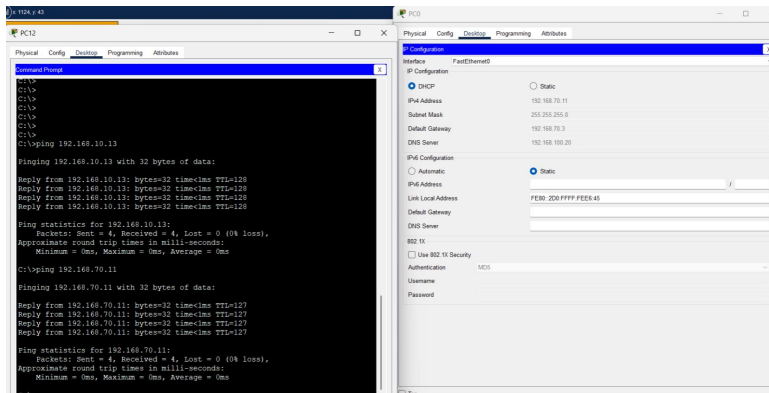 x: 1124, y: 43
PC12
Physical Config Desktop Programming Attributes
Command Prompt X
C:\>
C:\>
C:\>
C:\>
C:\>
C:\>
C:\>ping 192.168.10.13
Pinging 192.168.10.13 with 32 bytes of data:
Reply from 192.168.10.13: bytes=32 time<1ms TTL=128
Reply from 192.168.10.13: bytes=32 time<1ms TTL=128
Reply from 192.168.10.13: bytes=32 time<1ms TTL=128
Reply from 192.168.10.13: bytes=32 time<1ms TTL=128
Ping statistics for 192.168.10.13:
Packets: Sent = 4, Received = 4, Lost = 0 (0% loss),
Approximate round trip times in milli-seconds:
Minimum = 0ms, Maximum = 0ms, Average = 0ms
C:\>ping 192.168.70.11
Pinging 192.168.70.11 with 32 bytes of data:
Reply from 192.168.70.11: bytes=32 time<1ms TTL=127
Reply from 192.168.70.11: bytes=32 time<1ms TTL=127
Reply from 192.168.70.11: bytes=32 time<1ms TTL=127
Reply from 192.168.70.11: bytes=32 time<1ms TTL=127
Ping statistics for 192.168.70.11:
Packets: Sent = 4, Received = 4, Lost = 0 (0% loss),
Approximate round trip times in milli-seconds:
Minimum = 0ms, Maximum = 0ms, Average = 0ms
PC0
Physical Config Desktop Programming Attributes
IP Configuration X
Interface FastEthernet0
IP Configuration
DHCP Static
IPv4 Address 192.168.70.11
Subnet Mask 255.255.255.0
Default Gateway 192.168.70.3
DNS Server 192.168.100.20
IPv6 Configuration
Automatic Static
IPv6 Address /
Link Local Address FE80::2D0:FFFF:FEE6:45
Default Gateway
DNS Server
802.1X
Use 802.1X Security
Authentication MD5
Username
Password